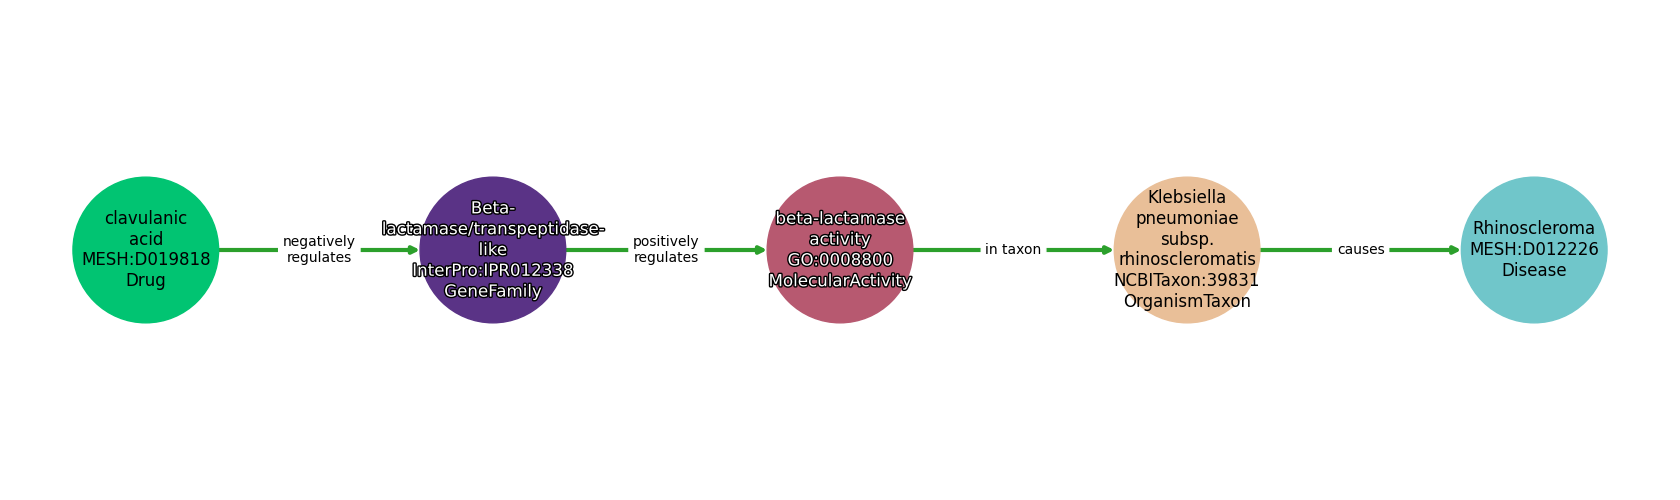 clavulanic
acid
MESH:D019818
Drug
negatively
regulates
Beta-
lactamase/transpeptidase-
like
InterPro:IPR012338
GeneFamily
positively
regulates
beta-lactamase
activity
GO:0008800
MolecularActivity
in taxon
Klebsiella
pneumoniae
subsp.
rhinoscleromatis
NCBITaxon:39831
OrganismTaxon
causes
Rhinoscleroma
MESH:D012226
Disease